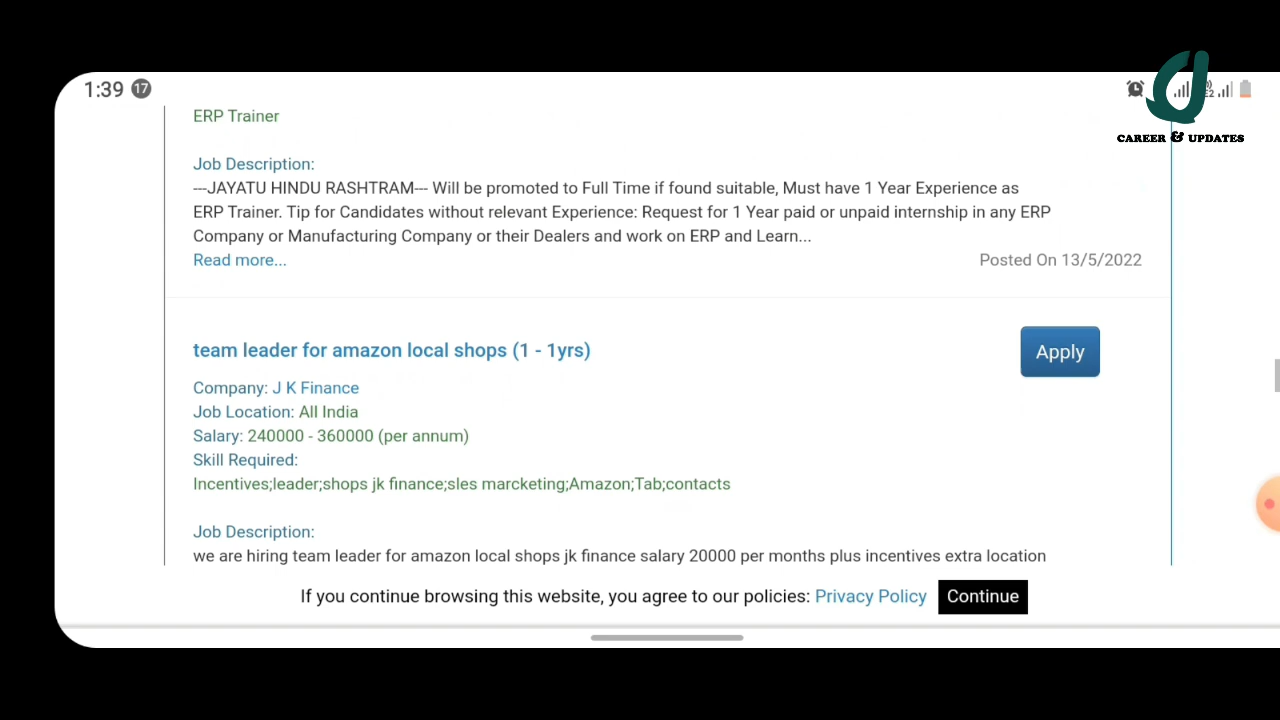 1:39 17
CAREER & UPDATES
ERP Trainer
Job Description:
---JAYATU HINDU RASHTRAM--- Will be promoted to Full Time if found suitable, Must have 1 Year Experience as
ERP Trainer. Tip for Candidates without relevant Experience: Request for 1 Year paid or unpaid internship in any ERP
Company or Manufacturing Company or their Dealers and work on ERP and Learn...
Read more...
Posted On 13/5/2022
team leader for amazon local shops (1 - 1yrs)
Apply
Company: J K Finance
Job Location: All India
Salary: 240000 - 360000 (per annum)
Skill Required:
Incentives;leader;shops jk finance;sles marcketing;Amazon;Tab;contacts
Job Description:
we are hiring team leader for amazon local shops jk finance salary 20000 per months plus incentives extra location
If you continue browsing this website, you agree to our policies: Privacy Policy Continue